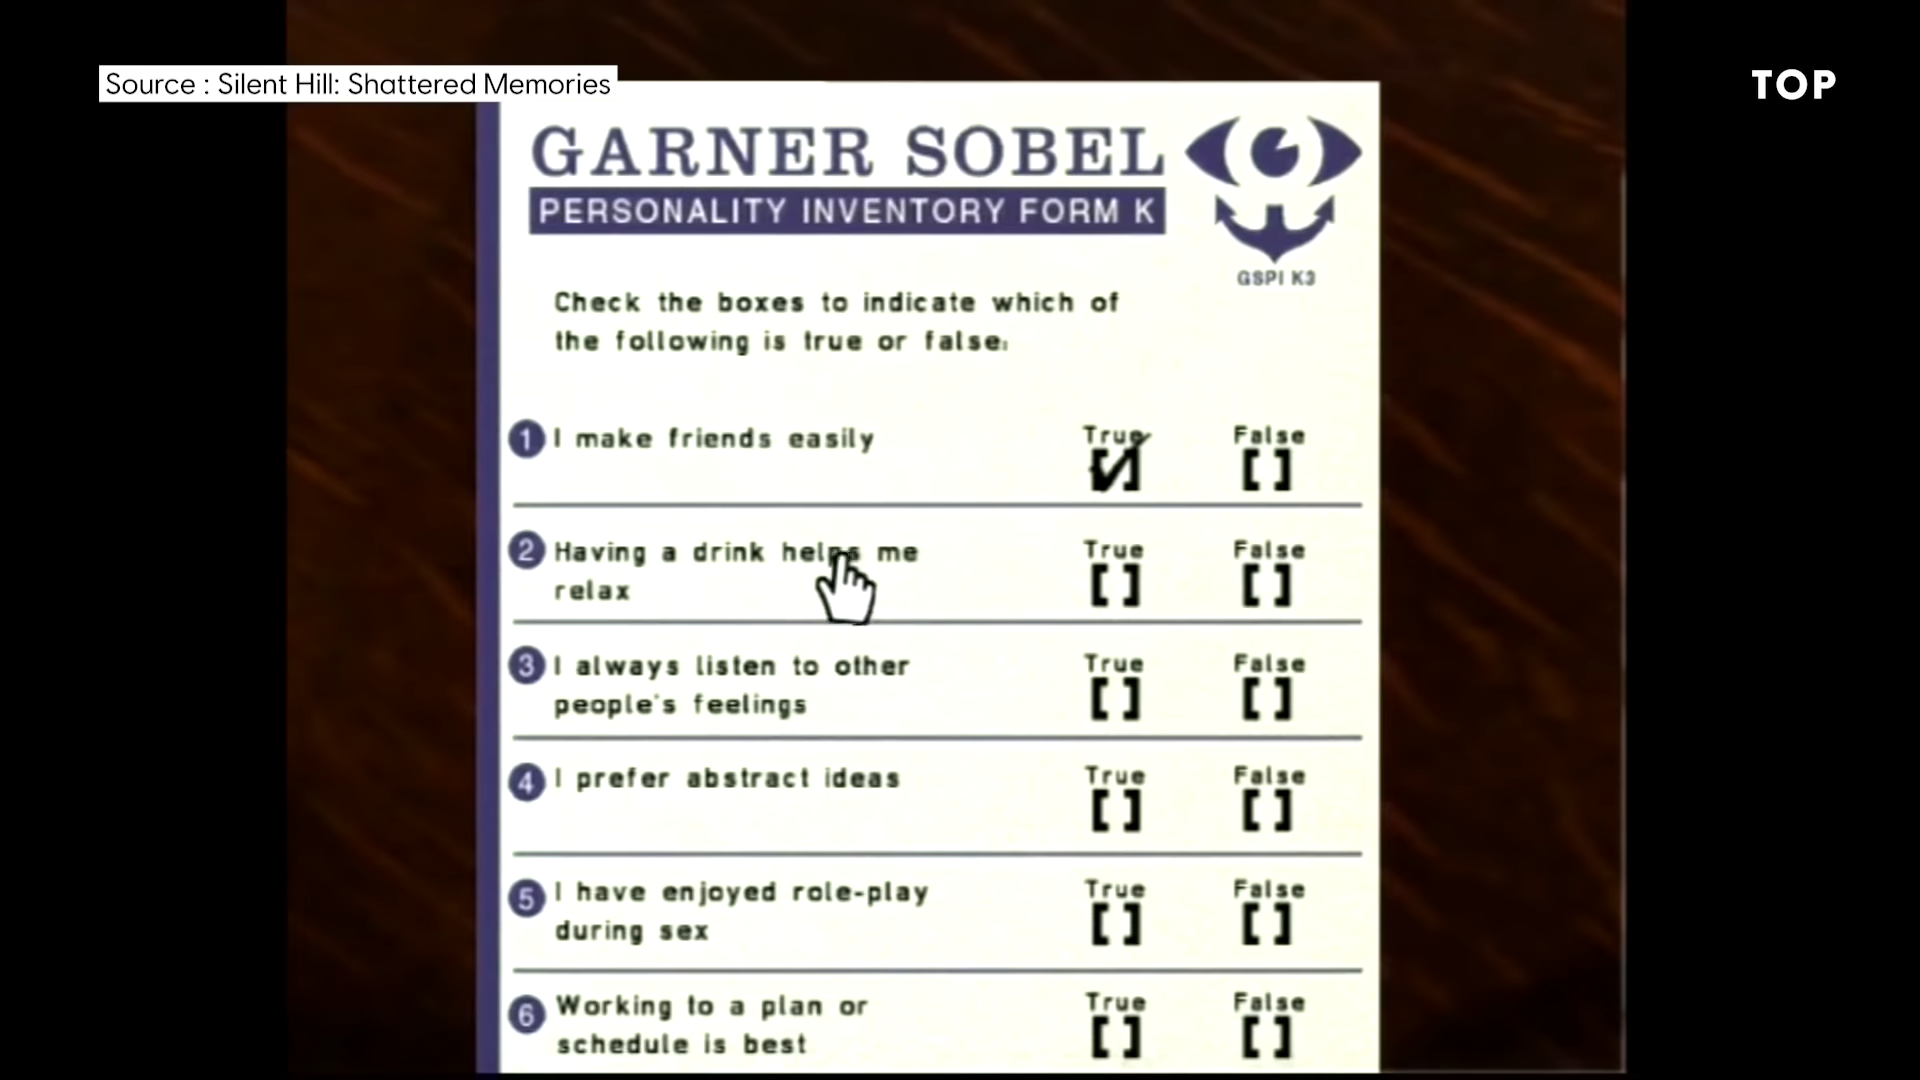 Source : Silent Hill: Shattered Memories
TOP
GARNER SOBEL
PERSONALITY INVENTORY FORM K
GSPI K3
Check the boxes to indicate which of
the following is true or false:
1 I make friends easily True False
[✓] [ ]
2 Having a drink helps me True False
relax [ ] [ ]
3 I always listen to other True False
people's feelings [ ] [ ]
4 I prefer abstract ideas True False
[ ] [ ]
5 I have enjoyed role-play True False
during sex [ ] [ ]
6 Working to a plan or True False
schedule is best [ ] [ ]